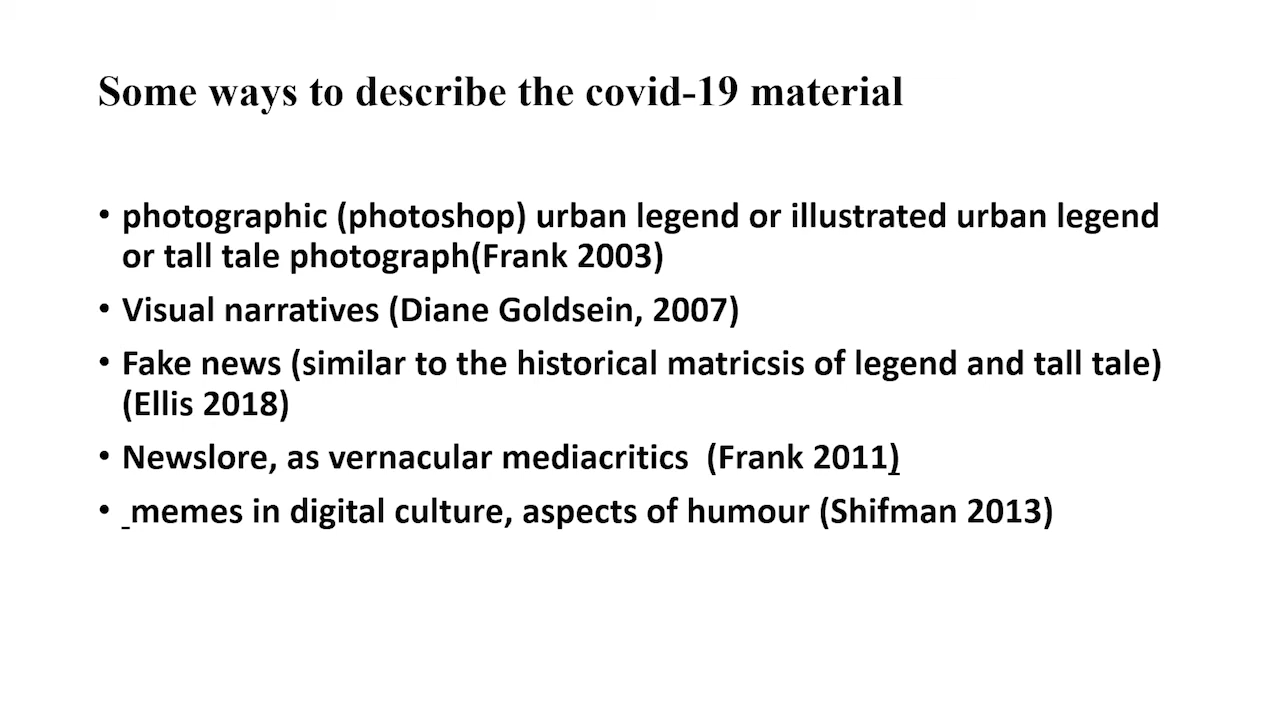 Some ways to describe the covid-19 material
• photographic (photoshop) urban legend or illustrated urban legend
or tall tale photograph(Frank 2003)
• Visual narratives (Diane Goldsein, 2007)
• Fake news (similar to the historical matricsis of legend and tall tale)
(Ellis 2018)
• Newslore, as vernacular mediacritics  (Frank 2011)
• _memes in digital culture, aspects of humour (Shifman 2013)